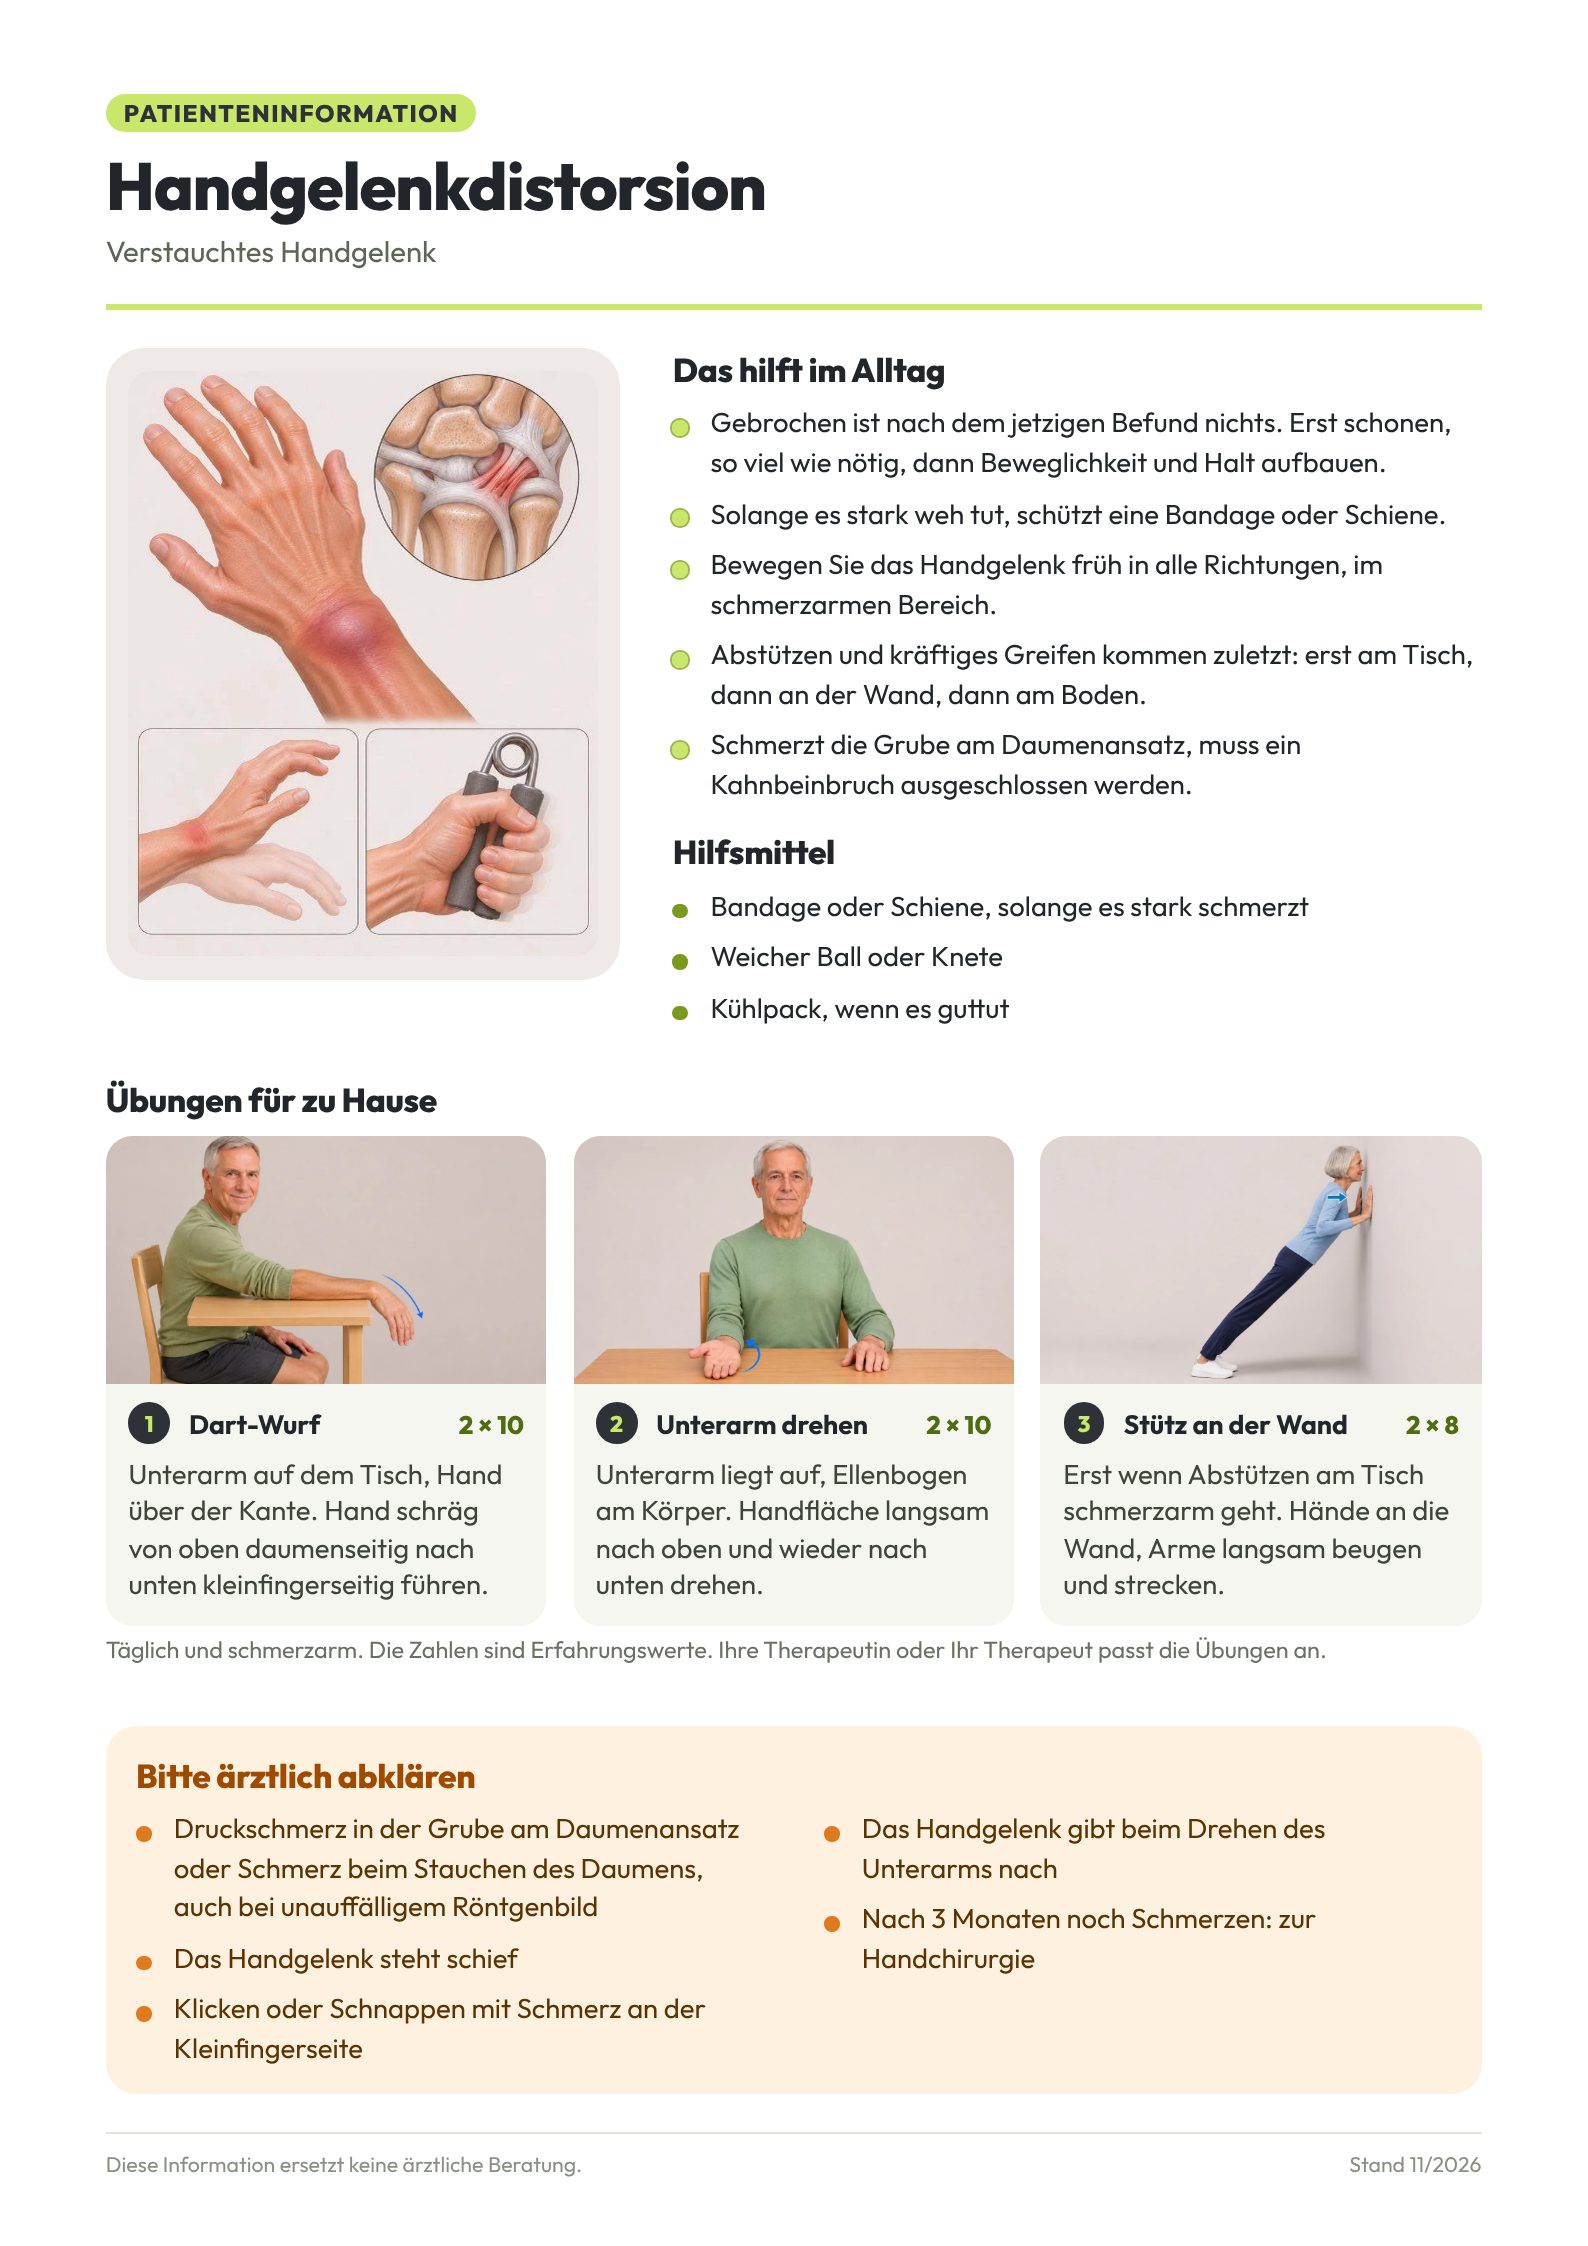 PATIENTENINFORMATION
Handgelenkdistorsion
Verstauchtes Handgelenk
Das hilft im Alltag
Gebrochen ist nach dem jetzigen Befund nichts. Erst schonen,
so viel wie nötig, dann Beweglichkeit und Halt aufbauen.
Solange es stark weh tut, schützt eine Bandage oder Schiene.
Bewegen Sie das Handgelenk früh in alle Richtungen, im
schmerzarmen Bereich.
Abstützen und kräftiges Greifen kommen zuletzt: erst am Tisch,
dann an der Wand, dann am Boden.
Schmerzt die Grube am Daumenansatz, muss ein
Kahnbeinbruch ausgeschlossen werden.
Hilfsmittel
Bandage oder Schiene, solange es stark schmerzt
Weicher Ball oder Knete
Kühlpack, wenn es guttut
Übungen für zu Hause
1 Dart-Wurf 2 × 10
Unterarm auf dem Tisch, Hand
über der Kante. Hand schräg
von oben daumenseitig nach
unten kleinfingerseitig führen.
2 Unterarm drehen 2 × 10
Unterarm liegt auf, Ellenbogen
am Körper. Handfläche langsam
nach oben und wieder nach
unten drehen.
3 Stütz an der Wand 2 × 8
Erst wenn Abstützen am Tisch
schmerzarm geht. Hände an die
Wand, Arme langsam beugen
und strecken.
Täglich und schmerzarm. Die Zahlen sind Erfahrungswerte. Ihre Therapeutin oder Ihr Therapeut passt die Übungen an.
Bitte ärztlich abklären
Druckschmerz in der Grube am Daumenansatz
oder Schmerz beim Stauchen des Daumens,
auch bei unauffälligem Röntgenbild
Das Handgelenk steht schief
Klicken oder Schnappen mit Schmerz an der
Kleinfingerseite
Das Handgelenk gibt beim Drehen des
Unterarms nach
Nach 3 Monaten noch Schmerzen: zur
Handchirurgie
Diese Information ersetzt keine ärztliche Beratung.
Stand 11/2026